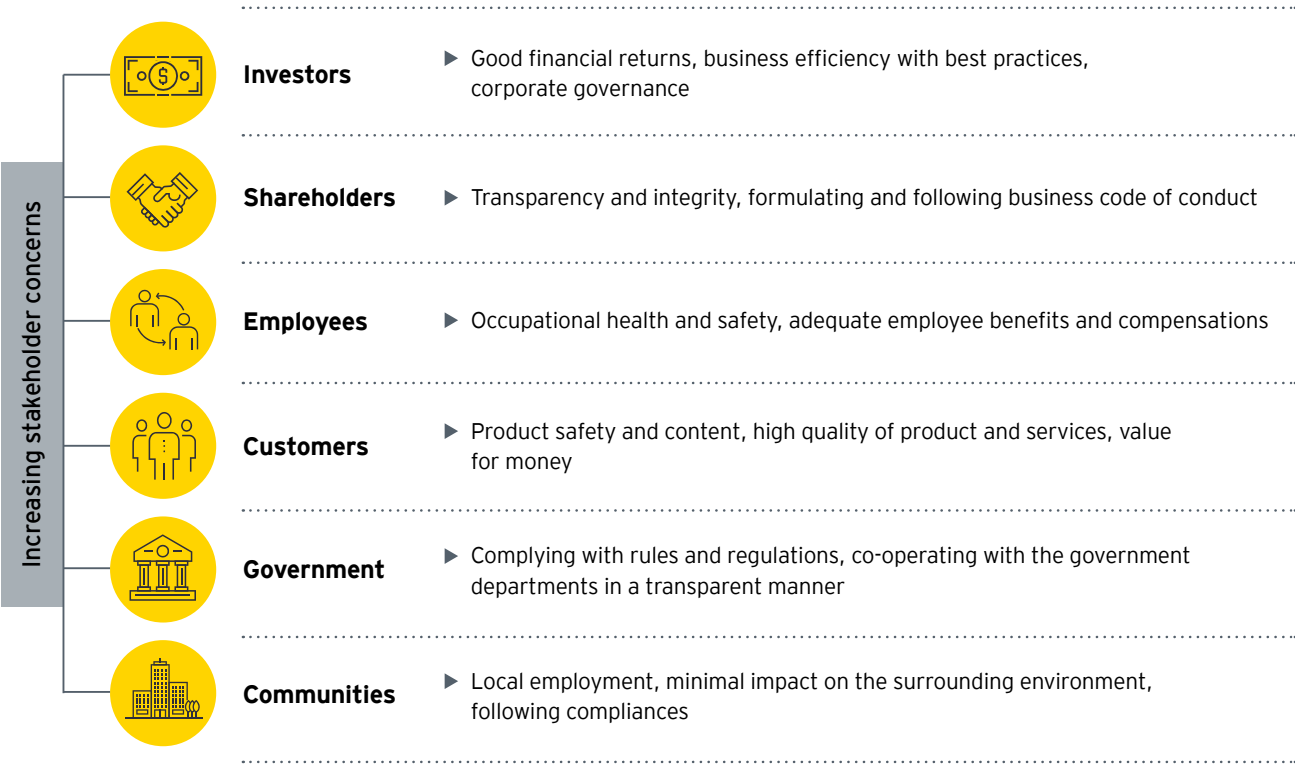 Increasing stakeholder concerns
Investors
▶ Good financial returns, business efficiency with best practices,
corporate governance
Shareholders
▶ Transparency and integrity, formulating and following business code of conduct
Employees
▶ Occupational health and safety, adequate employee benefits and compensations
Customers
▶ Product safety and content, high quality of product and services, value
for money
Government
▶ Complying with rules and regulations, co-operating with the government
departments in a transparent manner
Communities
▶ Local employment, minimal impact on the surrounding environment,
following compliances